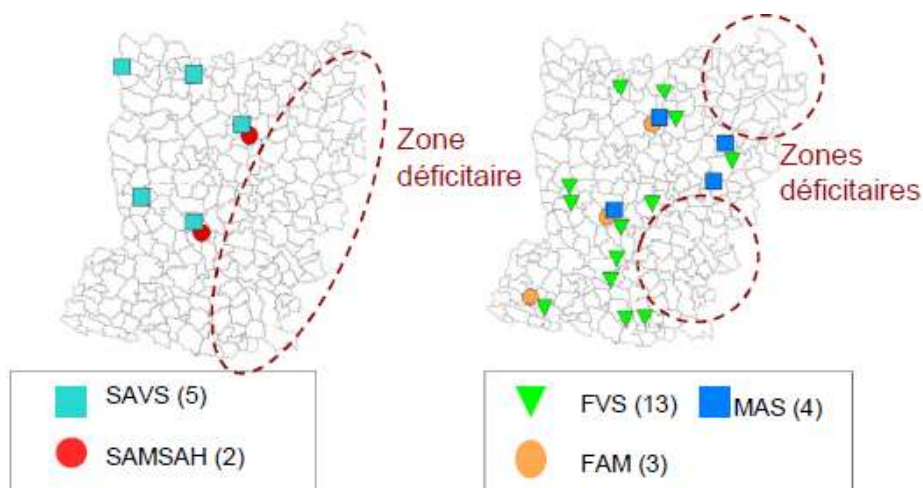 Zone
déficitaire
Zones
déficitaires
SAVS (5)
SAMSAH (2)
FVS (13)
MAS (4)
FAM (3)